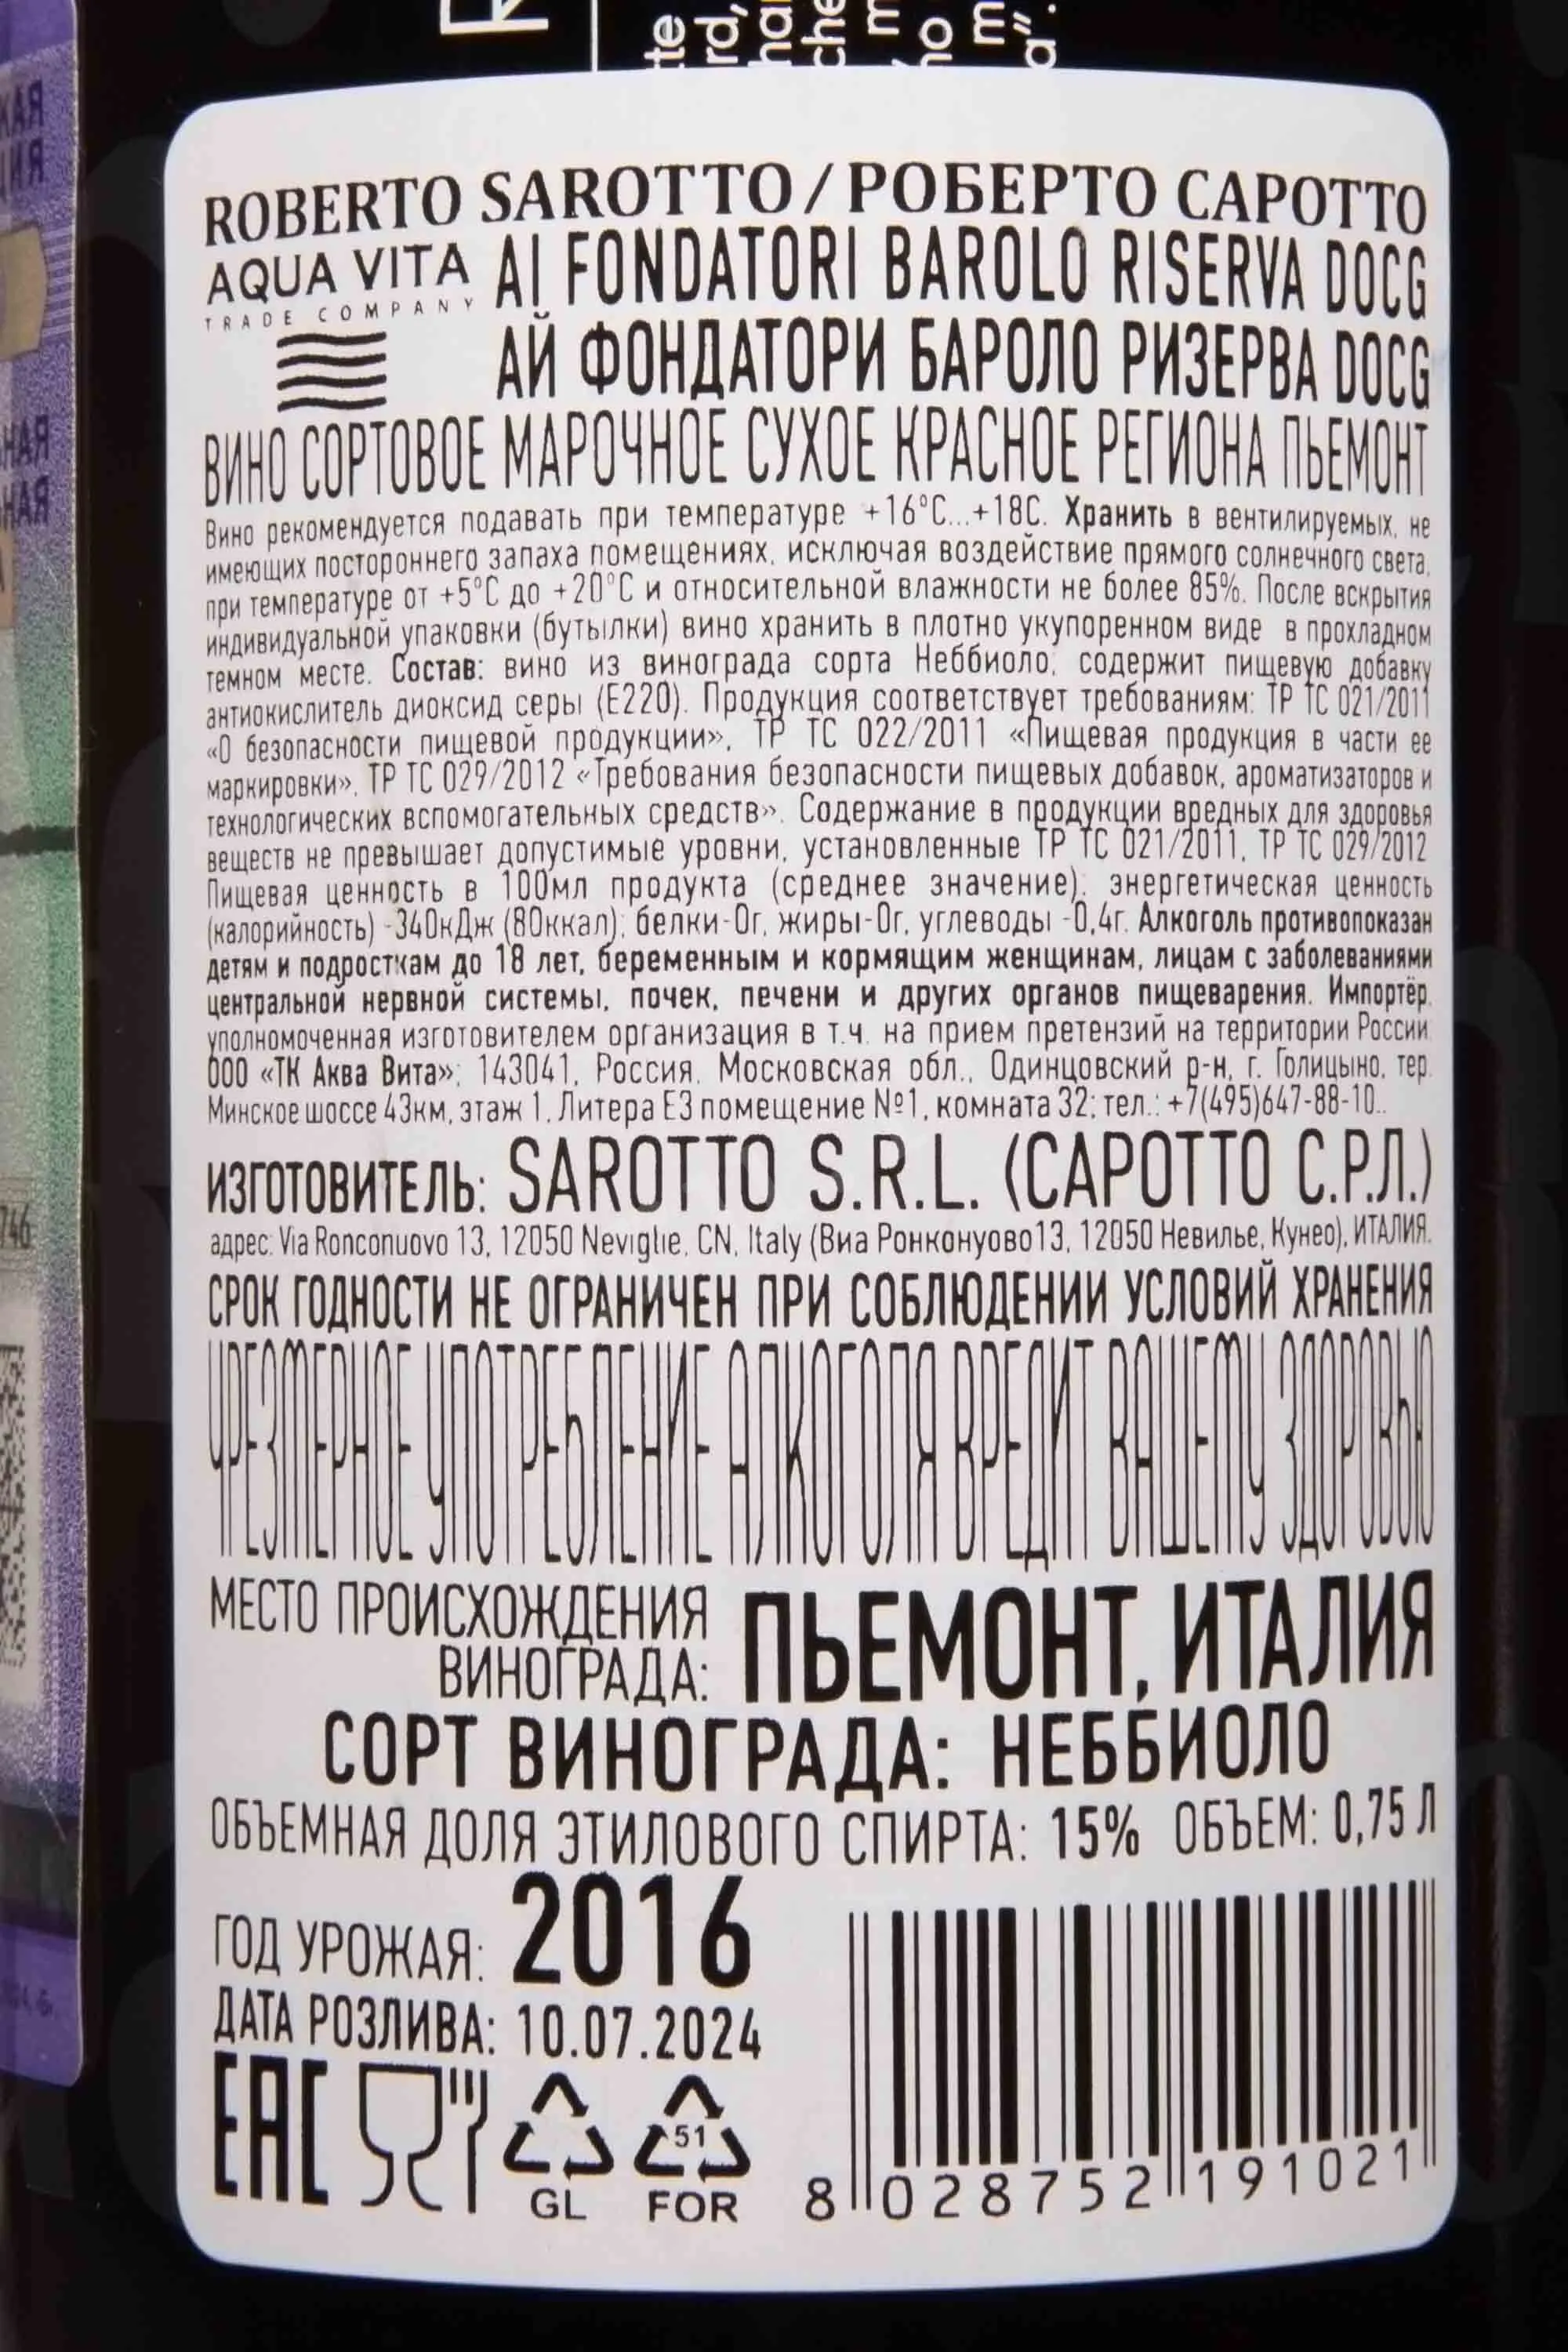 ROBERTO SAROTTO / РОБЕРТО САРОТТО
AQUA VITA
TRADE COMPANY
AI FONDATORI BAROLO RISERVA DOCG
АЙ ФОНДАТОРИ БАРОЛО РИЗЕРВА DOCG
ВИНО СОРТОВОЕ МАРОЧНОЕ СУХОЕ КРАСНОЕ РЕГИОНА ПЬЕМОНТ
Вино рекомендуется подавать при температуре +16°С...+18С. Хранить в вентилируемых, не
имеющих постороннего запаха помещениях, исключая воздействие прямого солнечного света,
при температуре от +5°С до +20°С и относительной влажности не более 85%. После вскрытия
индивидуальной упаковки (бутылки) вино хранить в плотно укупоренном виде в прохладном
темном месте. Состав: вино из винограда сорта Неббиоло; содержит пищевую добавку
антиокислитель диоксид серы (Е220). Продукция соответствует требованиям: ТР ТС 021/2011
«О безопасности пищевой продукции», ТР ТС 022/2011 «Пищевая продукция в части ее
маркировки», ТР ТС 029/2012 «Требования безопасности пищевых добавок, ароматизаторов и
технологических вспомогательных средств». Содержание в продукции вредных для здоровья
веществ не превышает допустимые уровни, установленные ТР ТС 021/2011, ТР ТС 029/2012
Пищевая ценность в 100мл продукта (среднее значение), энергетическая ценность
(калорийность) -340кДж (80ккал); белки-0г, жиры-0г, углеводы -0,4г. Алкоголь противопоказан
детям и подросткам до 18 лет, беременным и кормящим женщинам, лицам с заболеваниями
центральной нервной системы, почек, печени и других органов пищеварения. Импортёр,
уполномоченная изготовителем организация в т.ч. на прием претензий на территории России:
ООО «ТК Аква Вита»; 143041, Россия, Московская обл., Одинцовский р-н, г. Голицыно, тер.
Минское шоссе 43км, этаж 1, Литера Е3 помещение №1, комната 32; тел.: +7(495)647-88-10..
ИЗГОТОВИТЕЛЬ: SAROTTO S.R.L. (САРОТТО С.Р.Л.)
адрес: Via Ronconuovo 13, 12050 Neviglie, CN, Italy (Виа Ронконуово13, 12050 Невилье, Кунео), ИТАЛИЯ.
СРОК ГОДНОСТИ НЕ ОГРАНИЧЕН ПРИ СОБЛЮДЕНИИ УСЛОВИЙ ХРАНЕНИЯ
ЧРЕЗМЕРНОЕ УПОТРЕБЛЕНИЕ АЛКОГОЛЯ ВРЕДИТ ВАШЕМУ ЗДОРОВЬЮ
МЕСТО ПРОИСХОЖДЕНИЯ
ВИНОГРАДА: ПЬЕМОНТ, ИТАЛИЯ
СОРТ ВИНОГРАДА: НЕББИОЛО
ОБЪЕМНАЯ ДОЛЯ ЭТИЛОВОГО СПИРТА: 15% ОБЪЕМ: 0,75 Л
ГОД УРОЖАЯ: 2016
ДАТА РОЗЛИВА: 10.07.2024
EAC
GL
51
FOR
8 028752 191021
746